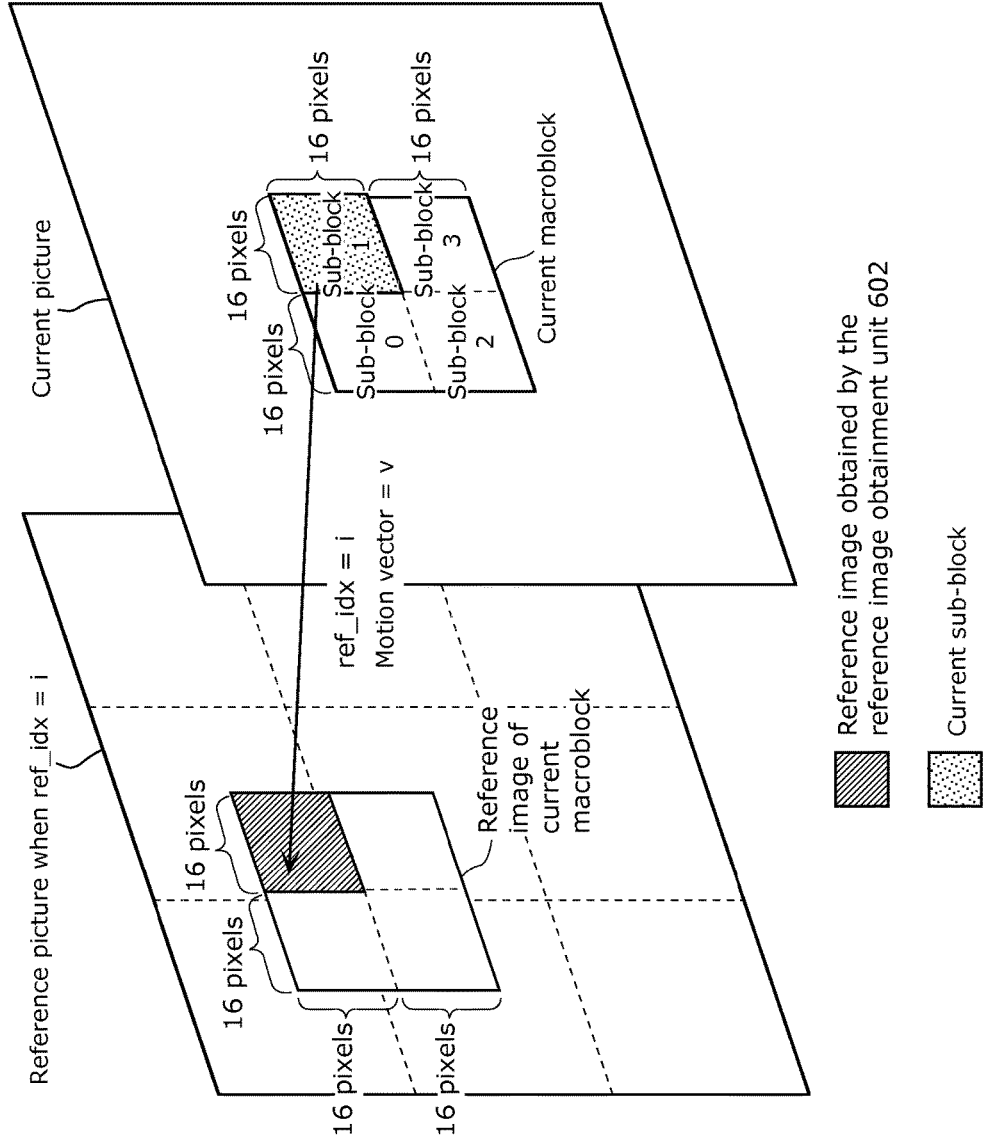 Reference picture when ref_idx = i
Current picture
16 pixels
16 pixels
16 pixels
16 pixels
Reference
image of
current
macroblock
ref_idx = i
Motion vector = v
16 pixels
16 pixels
16 pixels
16 pixels
Sub-block
0
Sub-block
1
Sub-block
2
Sub-block
3
Current macroblock
Reference image obtained by the
reference image obtainment unit 602
Current sub-block